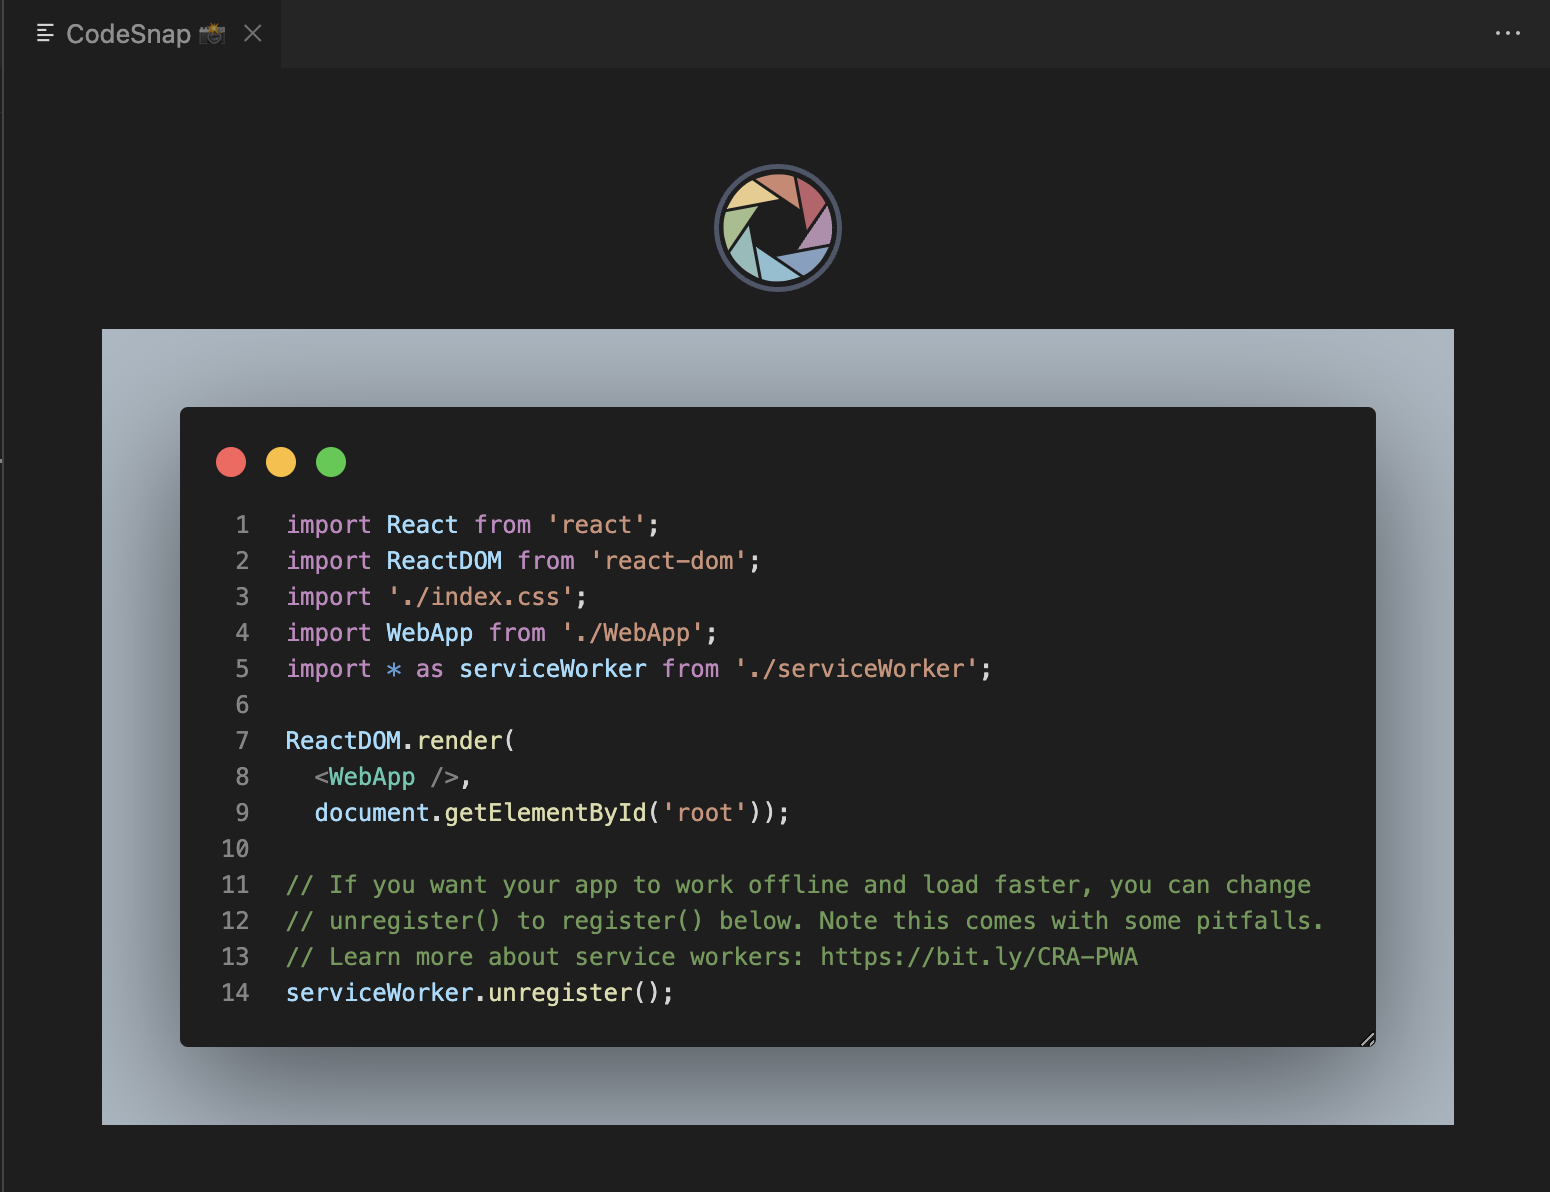 CodeSnap 📸
1 import React from 'react';
2 import ReactDOM from 'react-dom';
3 import './index.css';
4 import WebApp from './WebApp';
5 import * as serviceWorker from './serviceWorker';
6
7 ReactDOM.render(
8   <WebApp />,
9   document.getElementById('root'));
10
11 // If you want your app to work offline and load faster, you can change
12 // unregister() to register() below. Note this comes with some pitfalls.
13 // Learn more about service workers: https://bit.ly/CRA-PWA
14 serviceWorker.unregister();